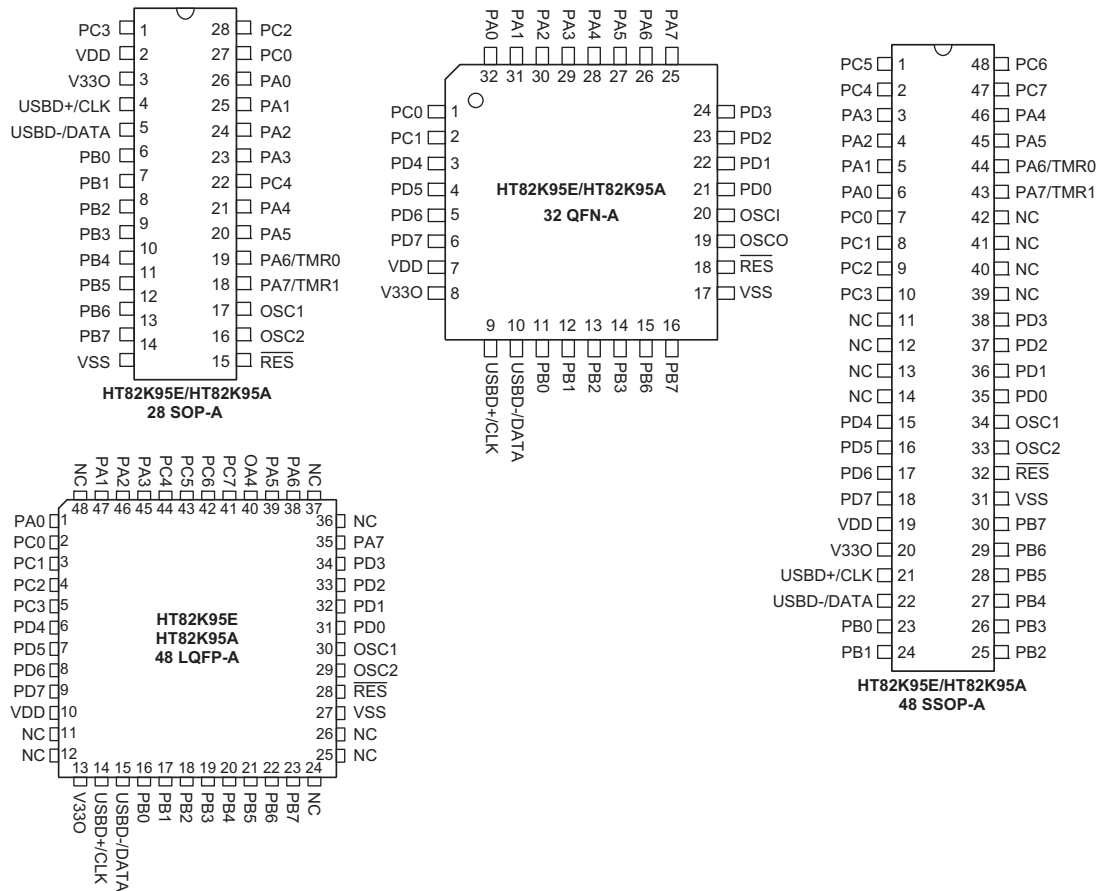 PC3 1 28 PC2
VDD 2 27 PC0
V33O 3 26 PA0
USBD+/CLK 4 25 PA1
USBD-/DATA 5 24 PA2
PB0 6 23 PA3
PB1 7 22 PC4
PB2 8 21 PA4
PB3 9 20 PA5
PB4 10 19 PA6/TMR0
PB5 11 18 PA7/TMR1
PB6 12 17 OSC1
PB7 13 16 OSC2
VSS 14 15 RES
HT82K95E/HT82K95A
28 SOP-A
PA0 PA1 PA2 PA3 PA4 PA5 PA6 PA7
32 31 30 29 28 27 26 25
PC0 1 24 PD3
PC1 2 23 PD2
PD4 3 22 PD1
PD5 4 21 PD0
PD6 5 20 OSCI
PD7 6 19 OSCO
VDD 7 18 RES
V33O 8 17 VSS
HT82K95E/HT82K95A
32 QFN-A
9 10 11 12 13 14 15 16
USBD+/CLK USBD-/DATA PB0 PB1 PB2 PB3 PB6 PB7
PC5 1 48 PC6
PC4 2 47 PC7
PA3 3 46 PA4
PA2 4 45 PA5
PA1 5 44 PA6/TMR0
PA0 6 43 PA7/TMR1
PC0 7 42 NC
PC1 8 41 NC
PC2 9 40 NC
PC3 10 39 NC
NC 11 38 PD3
NC 12 37 PD2
NC 13 36 PD1
NC 14 35 PD0
PD4 15 34 OSC1
PD5 16 33 OSC2
PD6 17 32 RES
PD7 18 31 VSS
VDD 19 30 PB7
V33O 20 29 PB6
USBD+/CLK 21 28 PB5
USBD-/DATA 22 27 PB4
PB0 23 26 PB3
PB1 24 25 PB2
HT82K95E/HT82K95A
48 SSOP-A
NC PA1 PA2 PA3 PC4 PC5 PC6 PC7 OA4 PA5 PA6 NC
48 47 46 45 44 43 42 41 40 39 38 37
PA0 1 36 NC
PC0 2 35 PA7
PC1 3 34 PD3
PC2 4 33 PD2
PC3 5 32 PD1
PD4 6 31 PD0
PD5 7 30 OSC1
PD6 8 29 OSC2
PD7 9 28 RES
VDD 10 27 VSS
NC 11 26 NC
NC 12 25 NC
HT82K95E
HT82K95A
48 LQFP-A
13 14 15 16 17 18 19 20 21 22 23 24
V33O USBD+/CLK USBD-/DATA PB0 PB1 PB2 PB3 PB4 PB5 PB6 PB7 NC